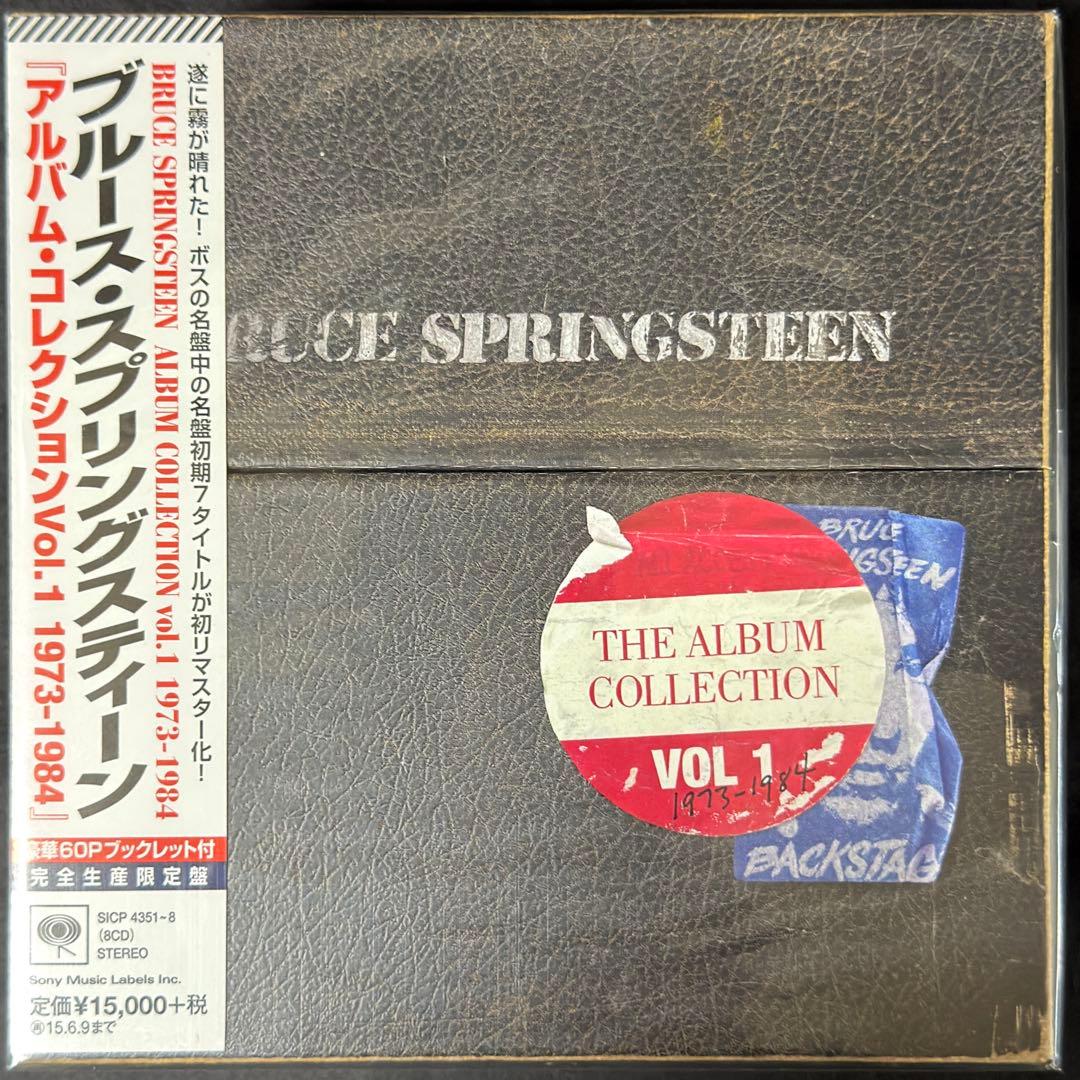 遂に霧が晴れた！ボスの名盤中の名盤初期7タイトルが初リマスター化！
BRUCE SPRINGSTEEN ALBUM COLLECTION vol.1 1973-1984
ブルース・スプリングスティーン
『アルバム・コレクションVol.1 1973-1984』
豪華60Pブックレット付
完全生産限定盤
SICP 4351~8
(8CD)
STEREO
Sony Music Labels Inc.
定価¥15,000+税
再15.6.9まで
RUCE SPRINGSTEEN
THE ALBUM
COLLECTION
VOL 1
1973-1984
BRUC
NGSEEN
BACKSTAG